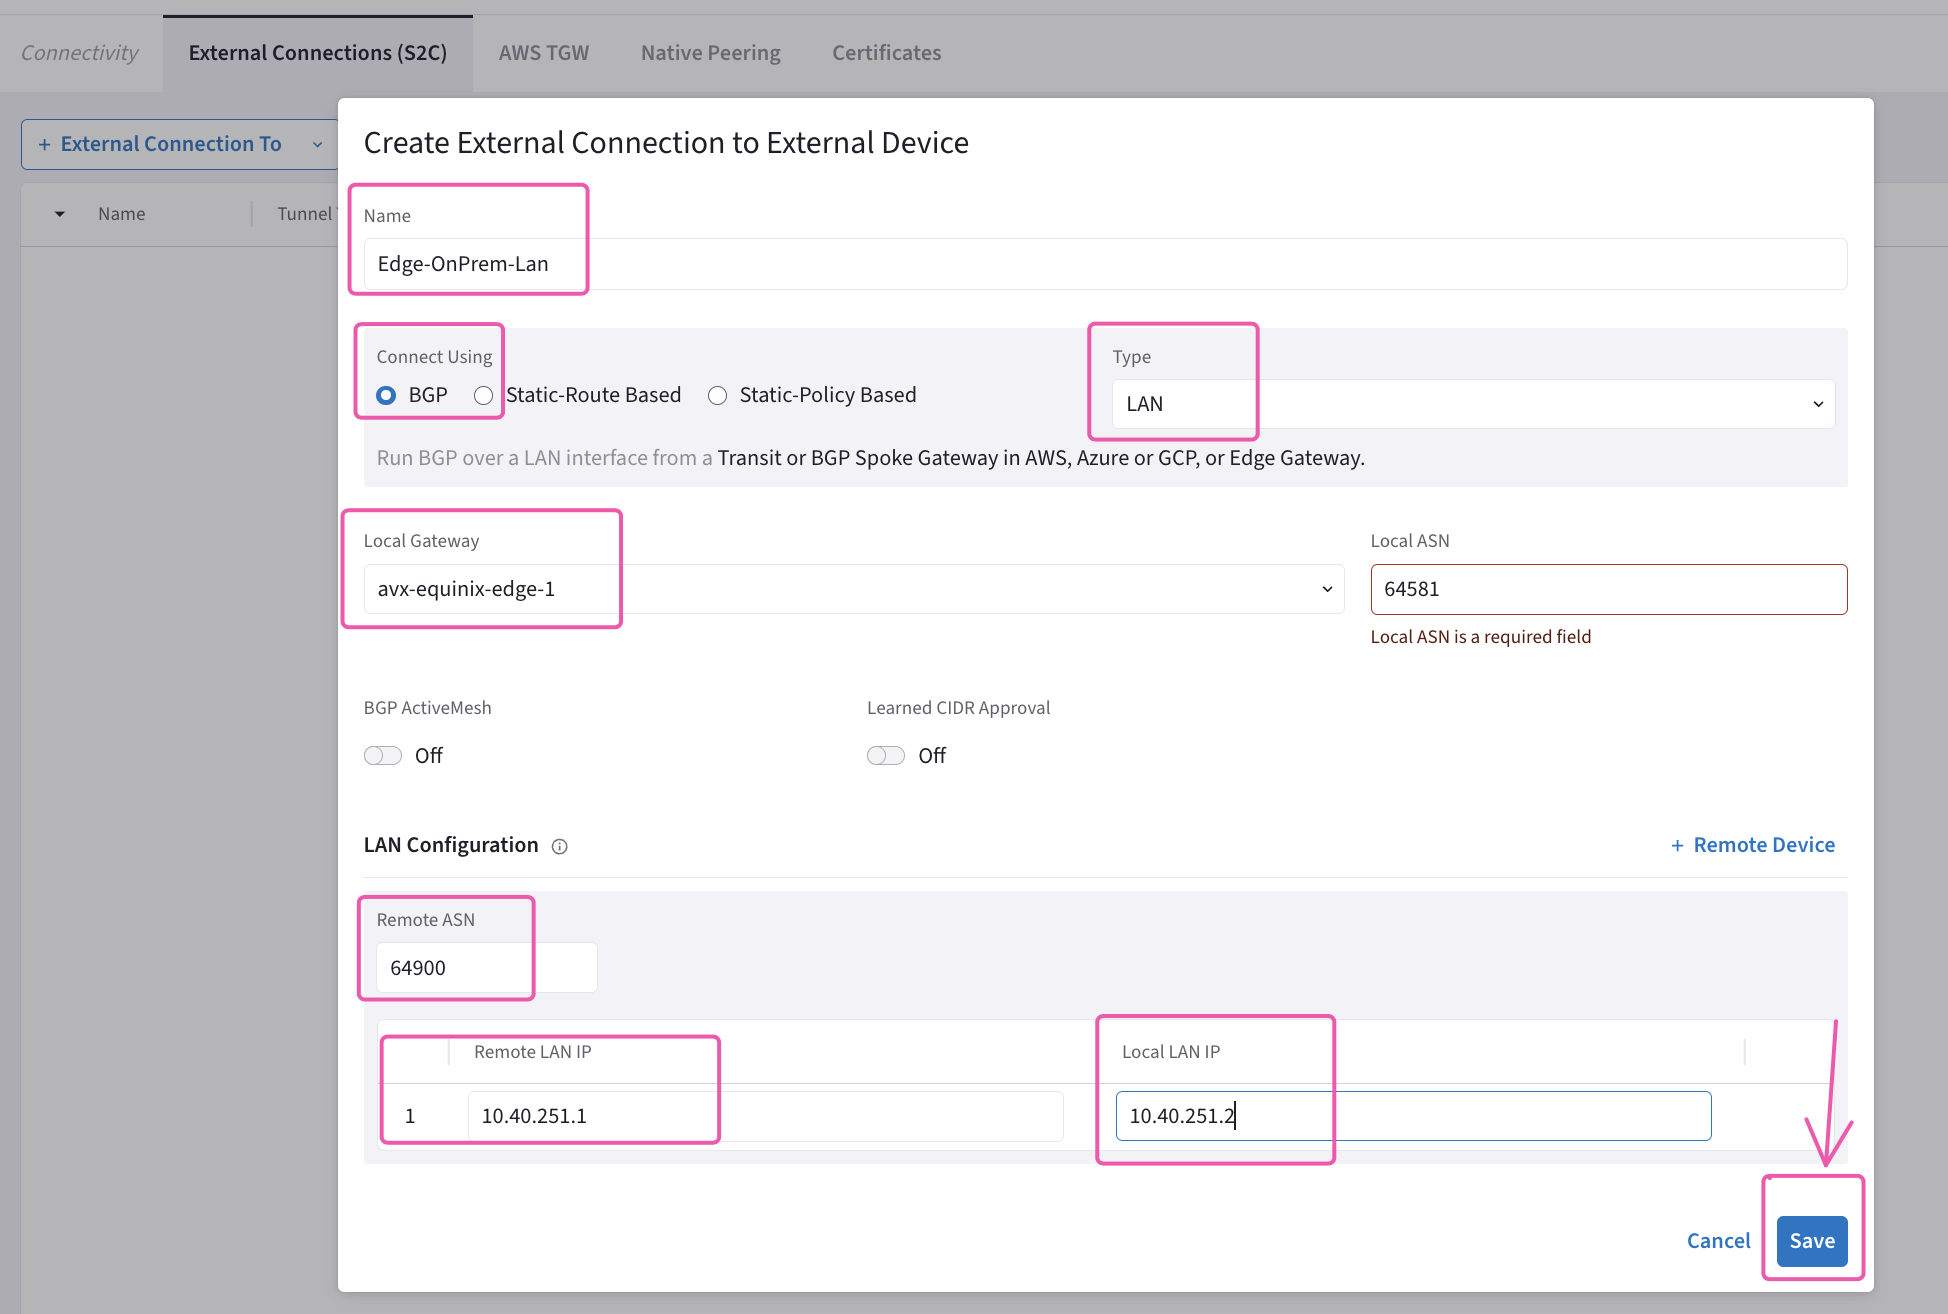 Connectivity External Connections (S2C) AWS TGW Native Peering Certificates
+ External Connection To
Name Tunnel
Create External Connection to External Device
Name
Edge-OnPrem-Lan
Connect Using
BGP Static-Route Based Static-Policy Based
Type
LAN
Run BGP over a LAN interface from a Transit or BGP Spoke Gateway in AWS, Azure or GCP, or Edge Gateway.
Local Gateway
avx-equinix-edge-1
Local ASN
64581
Local ASN is a required field
BGP ActiveMesh
Off
Learned CIDR Approval
Off
LAN Configuration
+ Remote Device
Remote ASN
64900
Remote LAN IP Local LAN IP
1 10.40.251.1 10.40.251.2
Cancel Save